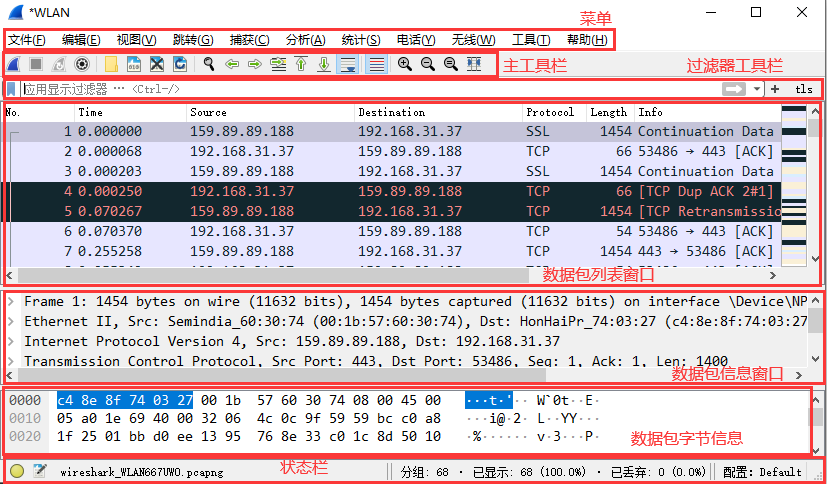 *WLAN
菜单
文件(F) 编辑(E) 视图(V) 跳转(G) 捕获(C) 分析(A) 统计(S) 电话(Y) 无线(W) 工具(T) 帮助(H)
主工具栏 过滤器工具栏
应用显示过滤器 … <Ctrl-/> + tls
No. Time Source Destination Protocol Length Info
1 0.000000 159.89.89.188 192.168.31.37 SSL 1454 Continuation Data
2 0.000068 192.168.31.37 159.89.89.188 TCP 66 53486 → 443 [ACK]
3 0.000203 159.89.89.188 192.168.31.37 SSL 1454 Continuation Data
4 0.000250 192.168.31.37 159.89.89.188 TCP 66 [TCP Dup ACK 2#1]
5 0.070267 159.89.89.188 192.168.31.37 TCP 1454 [TCP Retransmissio
6 0.070370 192.168.31.37 159.89.89.188 TCP 54 53486 → 443 [ACK]
7 0.255258 159.89.89.188 192.168.31.37 TCP 1454 443 → 53486 [ACK]
数据包列表窗口
Frame 1: 1454 bytes on wire (11632 bits), 1454 bytes captured (11632 bits) on interface \Device\NP
Ethernet II, Src: Semindia_60:30:74 (00:1b:57:60:30:74), Dst: HonHaiPr_74:03:27 (c4:8e:8f:74:03:27
Internet Protocol Version 4, Src: 159.89.89.188, Dst: 192.168.31.37
Transmission Control Protocol, Src Port: 443, Dst Port: 53486, Seq: 1, Ack: 1, Len: 1400
数据包信息窗口
0000 c4 8e 8f 74 03 27 00 1b 57 60 30 74 08 00 45 00 ···t·'·· W`0t··E·
0010 05 a0 1e 69 40 00 32 06 4c 0c 9f 59 59 bc c0 a8 ···i@·2· L··YY···
0020 1f 25 01 bb d0 ee 13 95 76 8e 33 c0 1c 8d 50 10 ·%······ v·3···P·
数据包字节信息
状态栏
wireshark_WLAN667UW0.pcapng 分组: 68 · 已显示: 68 (100.0%) · 已丢弃: 0 (0.0%) 配置: Default